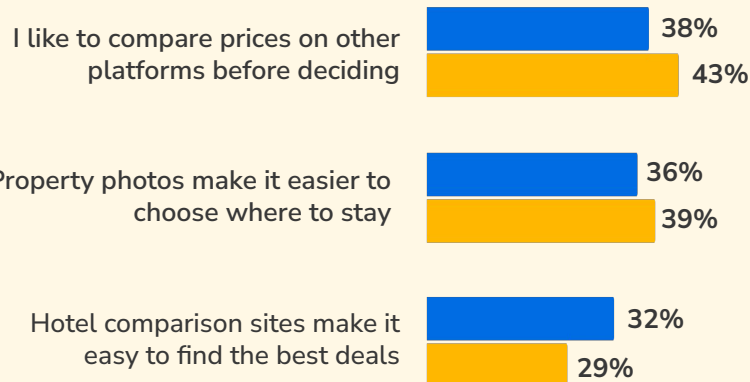 I like to compare prices on other
platforms before deciding
38%
43%
Property photos make it easier to
choose where to stay
36%
39%
Hotel comparison sites make it
easy to find the best deals
32%
29%